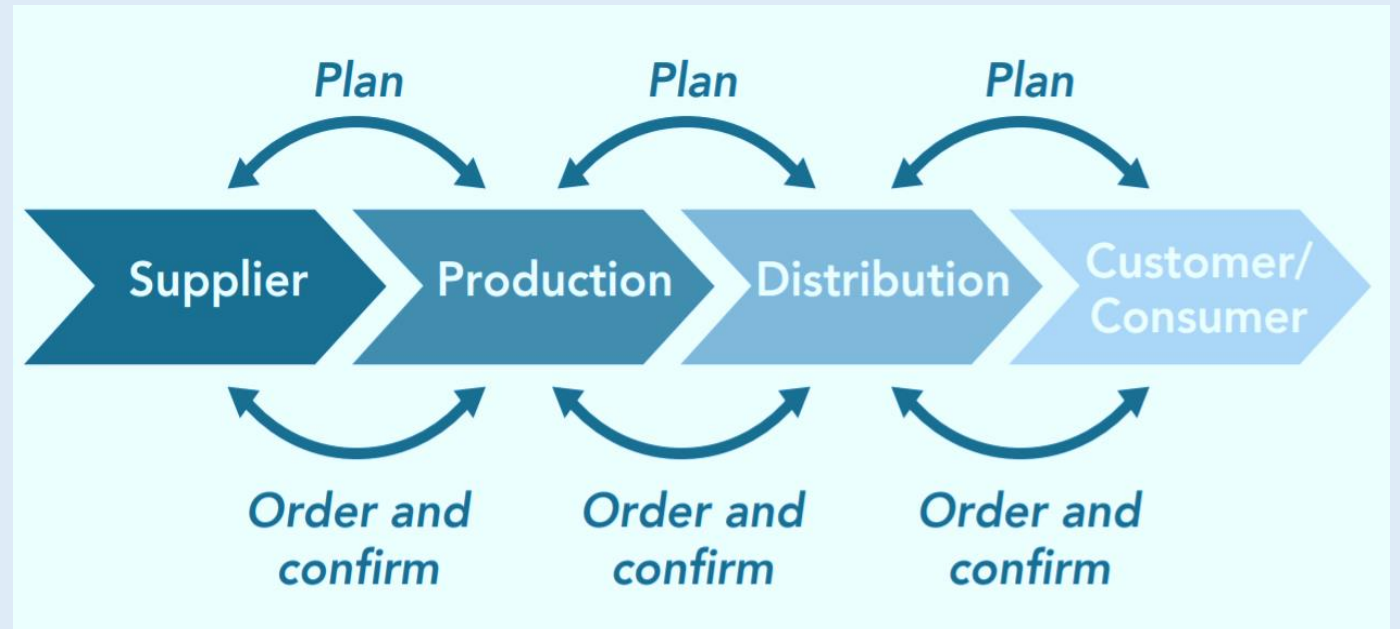 Plan
Plan
Plan
Supplier
Production
Distribution
Customer/
Consumer
Order and
confirm
Order and
confirm
Order and
confirm